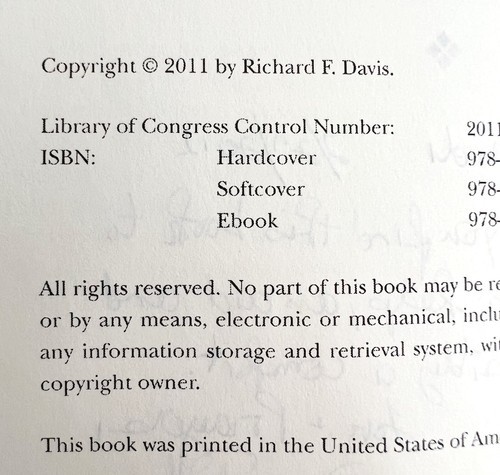 Copyright © 2011 by Richard F. Davis.
Library of Congress Control Number: 2011
ISBN: Hardcover 978-
Softcover 978-
Ebook 978-
All rights reserved. No part of this book may be re
or by any means, electronic or mechanical, inclu
any information storage and retrieval system, wit
copyright owner.
This book was printed in the United States of Am